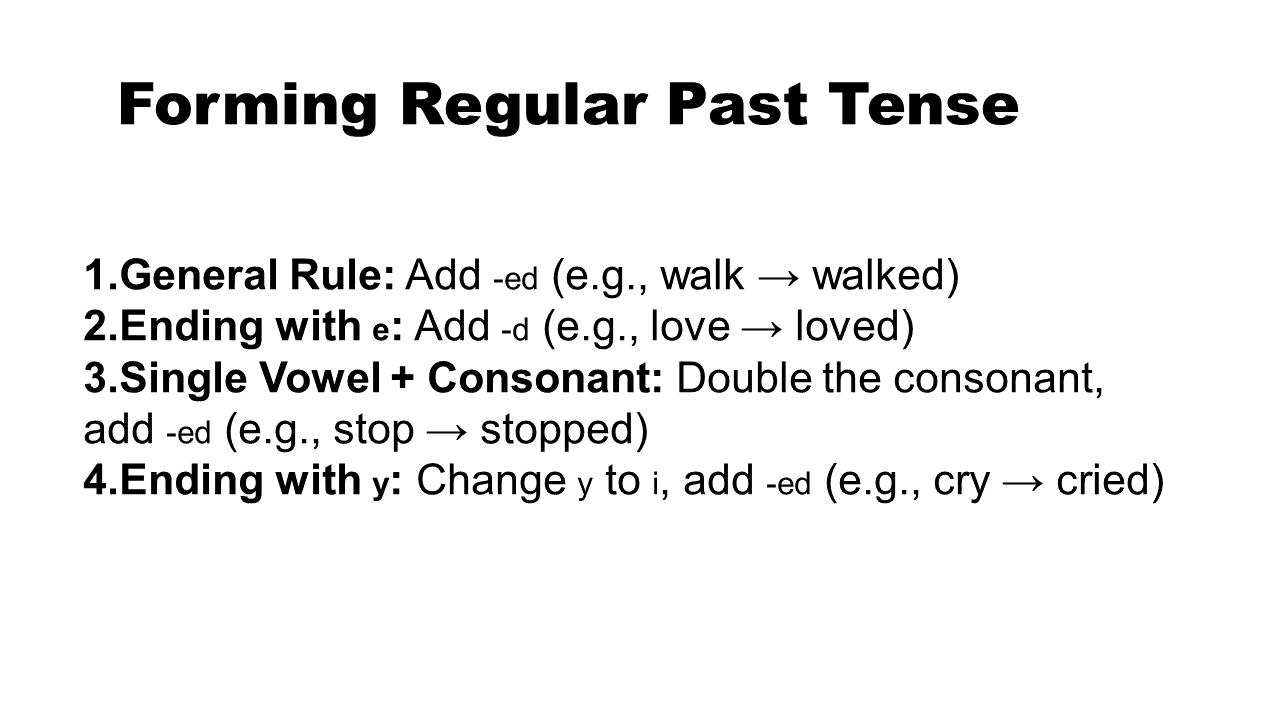 Forming Regular Past Tense
1.General Rule: Add -ed (e.g., walk → walked)
2.Ending with e: Add -d (e.g., love → loved)
3.Single Vowel + Consonant: Double the consonant,
add -ed (e.g., stop → stopped)
4.Ending with y: Change y to i, add -ed (e.g., cry → cried)